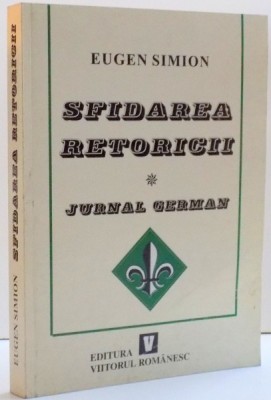 EUGEN SIMION
SFIDAREA
RETORICII
*
JURNAL GERMAN
V
EDITURA
VIITORUL ROMÂNESC
EUGEN SIMION SFIDAREA RETORICII